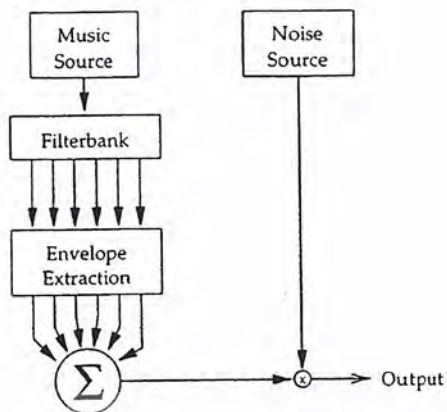 Music
Source
Noise
Source
Filterbank
Envelope
Extraction
Σ
x
Output